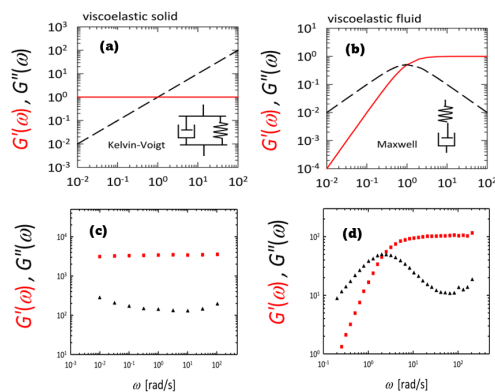 viscoelastic solid
viscoelastic fluid
(a)
(b)
G'(ω) , G''(ω)
10³
10²
10¹
10⁰
10⁻¹
10⁻²
10⁻³
Kelvin-Voigt
10⁻² 10⁻¹ 10⁰ 10¹ 10²
G'(ω) , G''(ω)
10²
10¹
10⁰
10⁻¹
10⁻²
10⁻³
10⁻⁴
Maxwell
10⁻² 10⁻¹ 10⁰ 10¹ 10²
(c)
(d)
G'(ω) , G''(ω)
10⁴
10³
10²
10¹
10⁻² 10⁻¹ 10⁰ 10¹ 10²
ω [rad/s]
G'(ω) , G''(ω)
10²
10¹
10⁰
10⁻¹ 10⁰ 10¹ 10²
ω [rad/s]